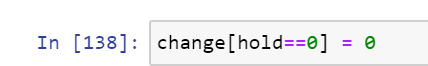 In [138]: change[hold==0] = 0